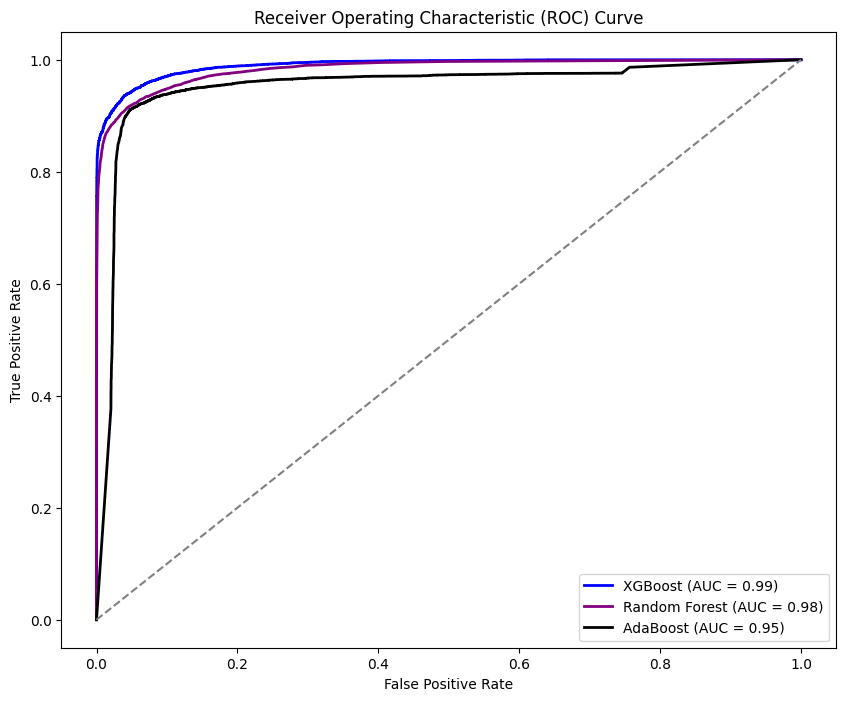 Receiver Operating Characteristic (ROC) Curve
1.0
0.8
0.6
0.4
0.2
0.0
True Positive Rate
XGBoost (AUC = 0.99)
Random Forest (AUC = 0.98)
AdaBoost (AUC = 0.95)
0.0 0.2 0.4 0.6 0.8 1.0
False Positive Rate